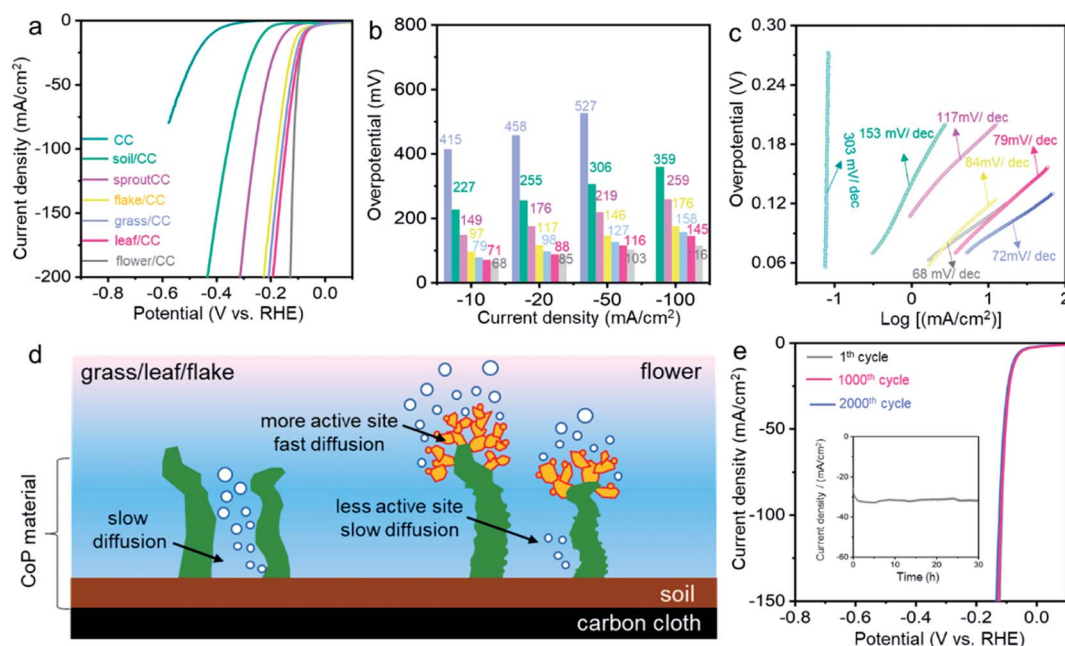 a
Current density (mA/cm²)
0
-50
-100
-150
-200
CC
soil/CC
sproutCC
flake/CC
grass/CC
leaf/CC
flower/CC
-0.8
-0.6
-0.4
-0.2
0.0
Potential (V vs. RHE)
b
Overpotential (mV)
800
600
400
200
0
415
227
149
97
79
71
68
458
255
176
117
98
88
85
527
306
219
146
127
116
103
359
259
176
158
145
116
-10
-20
-50
-100
Current density (mA/cm²)
c
Overpotential (V)
0.30
0.24
0.18
0.12
0.06
303 mV/ dec
153 mV/ dec
117mV/ dec
79mV/ dec
84mV/ dec
68 mV/ dec
72mV/ dec
-1
0
1
2
Log [(mA/cm²)]
d
grass/leaf/flake
flower
more active site
fast diffusion
less active site
slow diffusion
slow
diffusion
CoP material
soil
carbon cloth
e
Current density (mA/cm²)
0
-50
-100
-150
1ᵗʰ cycle
1000ᵗʰ cycle
2000ᵗʰ cycle
Current density / (mA/cm²)
0
-20
-40
-60
0
10
20
30
Time (h)
-0.8
-0.6
-0.4
-0.2
0.0
Potential (V vs. RHE)